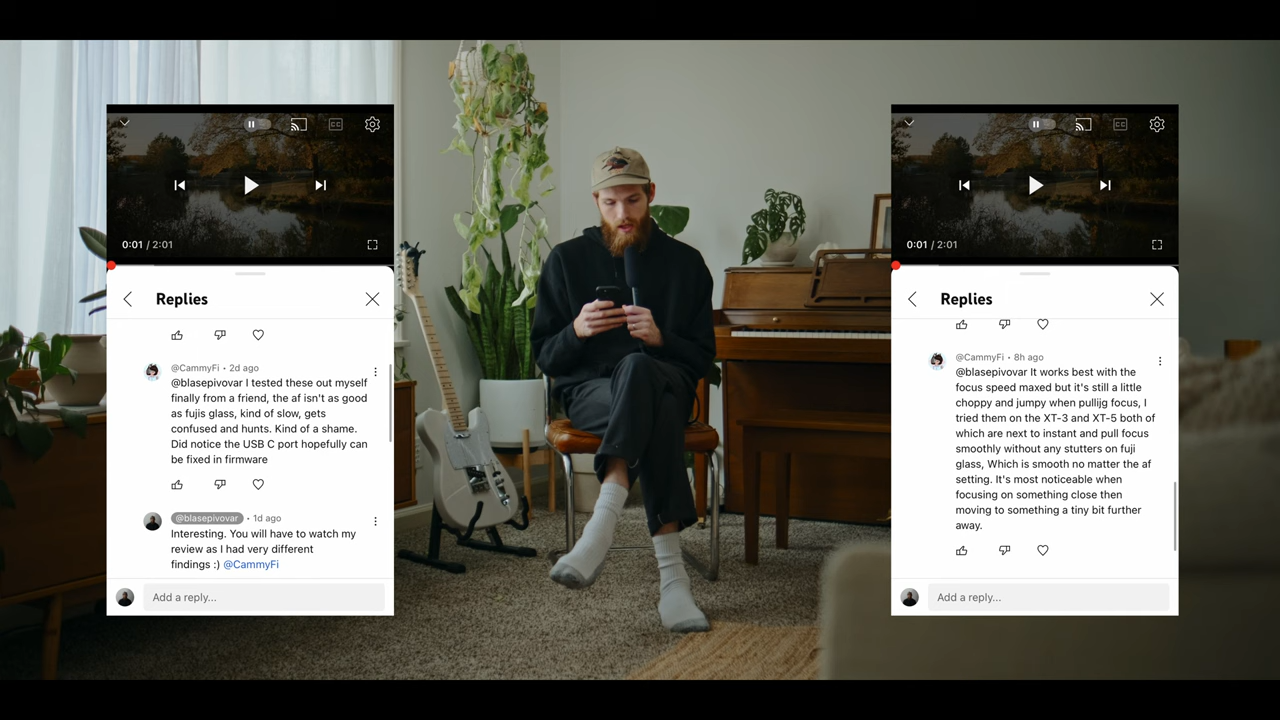 CC
0:01 / 2:01
Replies
@CammyFi • 2d ago
@blasepivovar I tested these out myself
finally from a friend, the af isn't as good
as fujis glass, kind of slow, gets
confused and hunts. Kind of a shame.
Did notice the USB C port hopefully can
be fixed in firmware
@blasepivovar • 1d ago
Interesting. You will have to watch my
review as I had very different
findings :) @CammyFi
Add a reply...
CC
0:01 / 2:01
Replies
@CammyFi • 8h ago
@blasepivovar It works best with the
focus speed maxed but it's still a little
choppy and jumpy when pullijg focus, I
tried them on the XT-3 and XT-5 both of
which are next to instant and pull focus
smoothly without any stutters on fuji
glass, Which is smooth no matter the af
setting. It's most noticeable when
focusing on something close then
moving to something a tiny bit further
away.
Add a reply...